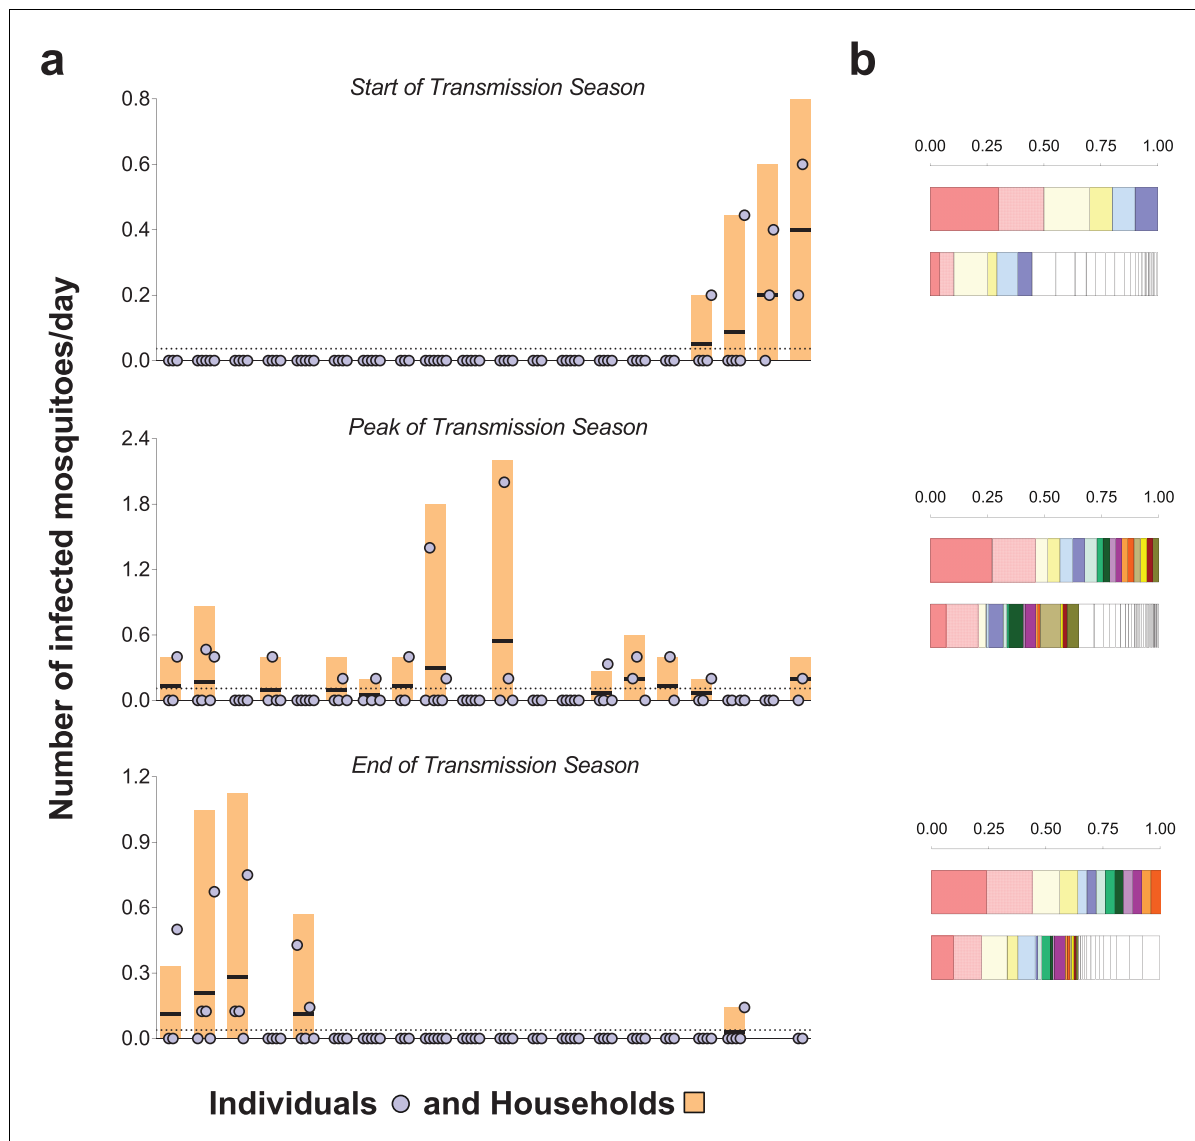 a
b
Number of infected mosquitoes/day
Start of Transmission Season
0.8
0.6
0.4
0.2
0.0
0.00 0.25 0.50 0.75 1.00
Peak of Transmission Season
2.4
1.8
1.2
0.6
0.0
0.00 0.25 0.50 0.75 1.00
End of Transmission Season
1.2
0.9
0.6
0.3
0.0
0.00 0.25 0.50 0.75 1.00
Individuals and Households